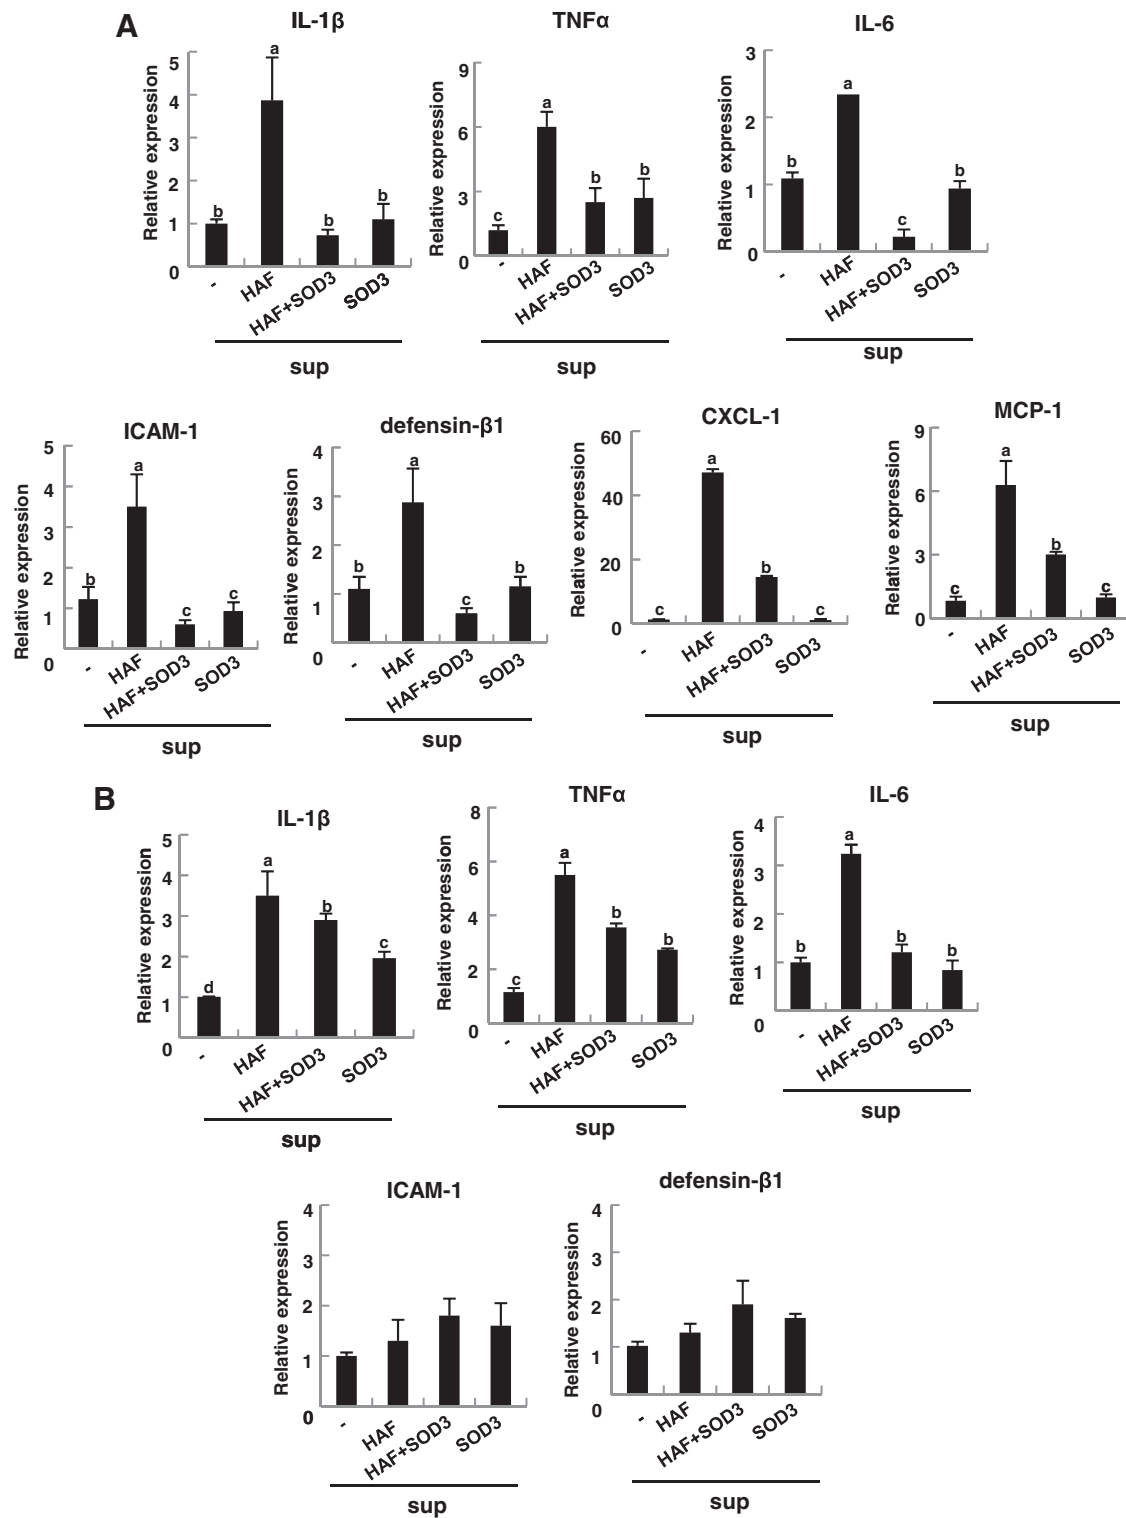 A
IL-1β
Relative expression
5
4
3
2
1
0
a
b
b
b
-
HAF
HAF+SOD3
SOD3
sup
TNFα
Relative expression
9
6
3
0
c
a
b
b
-
HAF
HAF+SOD3
SOD3
sup
IL-6
Relative expression
3
2
1
0
b
a
c
b
-
HAF
HAF+SOD3
SOD3
sup
ICAM-1
Relative expression
5
4
3
2
1
0
b
a
c
c
-
HAF
HAF+SOD3
SOD3
sup
defensin-β1
Relative expression
4
3
2
1
0
b
a
c
b
-
HAF
HAF+SOD3
SOD3
sup
CXCL-1
Relative expression
60
40
20
0
c
a
b
c
-
HAF
HAF+SOD3
SOD3
sup
MCP-1
Relative expression
9
6
3
0
c
a
b
c
-
HAF
HAF+SOD3
SOD3
sup
B
IL-1β
Relative expression
5
4
3
2
1
0
d
a
b
c
-
HAF
HAF+SOD3
SOD3
sup
TNFα
Relative expression
8
6
4
2
0
c
a
b
b
-
HAF
HAF+SOD3
SOD3
sup
IL-6
Relative expression
4
3
2
1
0
b
a
b
b
-
HAF
HAF+SOD3
SOD3
sup
ICAM-1
Relative expression
4
3
2
1
0
-
HAF
HAF+SOD3
SOD3
sup
defensin-β1
Relative expression
4
3
2
1
0
-
HAF
HAF+SOD3
SOD3
sup